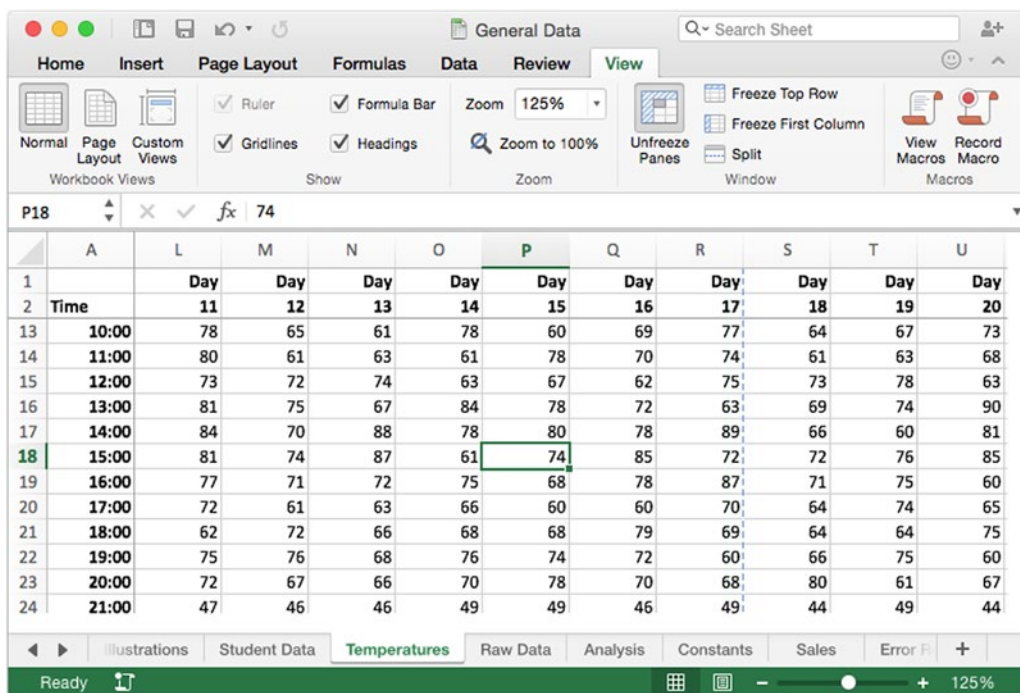 General Data
Search Sheet
Home Insert Page Layout Formulas Data Review View
Normal
Page Layout
Custom Views
Workbook Views
Ruler
Formula Bar
Gridlines
Headings
Show
Zoom 125%
Zoom to 100%
Zoom
Unfreeze Panes
Freeze Top Row
Freeze First Column
Split
Window
View Macros
Record Macro
Macros
P18 fx 74
A L M N O P Q R S T U
1 Day Day Day Day Day Day Day Day Day Day
2 Time 11 12 13 14 15 16 17 18 19 20
13 10:00 78 65 61 78 60 69 77 64 67 73
14 11:00 80 61 63 61 78 70 74 61 63 68
15 12:00 73 72 74 63 67 62 75 73 78 63
16 13:00 81 75 67 84 78 72 63 69 74 90
17 14:00 84 70 88 78 80 78 89 66 60 81
18 15:00 81 74 87 61 74 85 72 72 76 85
19 16:00 77 71 72 75 68 78 87 71 75 60
20 17:00 72 61 63 66 60 60 70 64 74 65
21 18:00 62 72 66 68 68 79 69 64 64 75
22 19:00 75 76 68 76 74 72 60 66 75 60
23 20:00 72 67 66 70 78 70 68 80 61 67
24 21:00 47 46 46 49 49 46 49 44 49 44
Illustrations Student Data Temperatures Raw Data Analysis Constants Sales Error +
Ready 125%